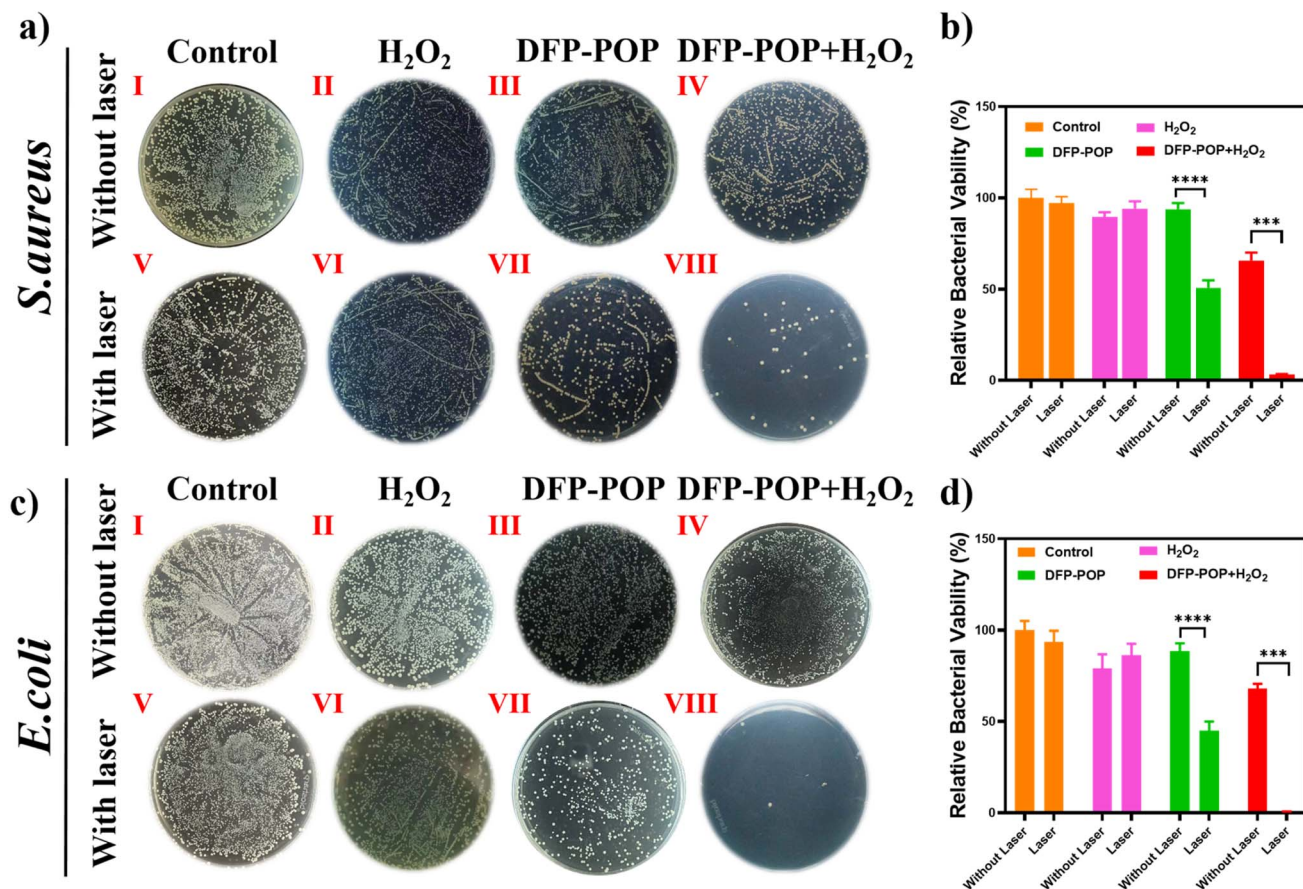 a)
Control H₂O₂ DFP-POP DFP-POP+H₂O₂
S.aureus
Without laser
I II III IV
With laser
V VI VII VIII
b)
Relative Bacterial Viability (%)
150
100
50
0
Control H₂O₂
DFP-POP DFP-POP+H₂O₂
**** ***
Without Laser Laser Without Laser Laser Without Laser Laser Without Laser Laser
c)
Control H₂O₂ DFP-POP DFP-POP+H₂O₂
E.coli
Without laser
I II III IV
With laser
V VI VII VIII
d)
Relative Bacterial Viability (%)
150
100
50
0
Control H₂O₂
DFP-POP DFP-POP+H₂O₂
**** ***
Without Laser Laser Without Laser Laser Without Laser Laser Without Laser Laser